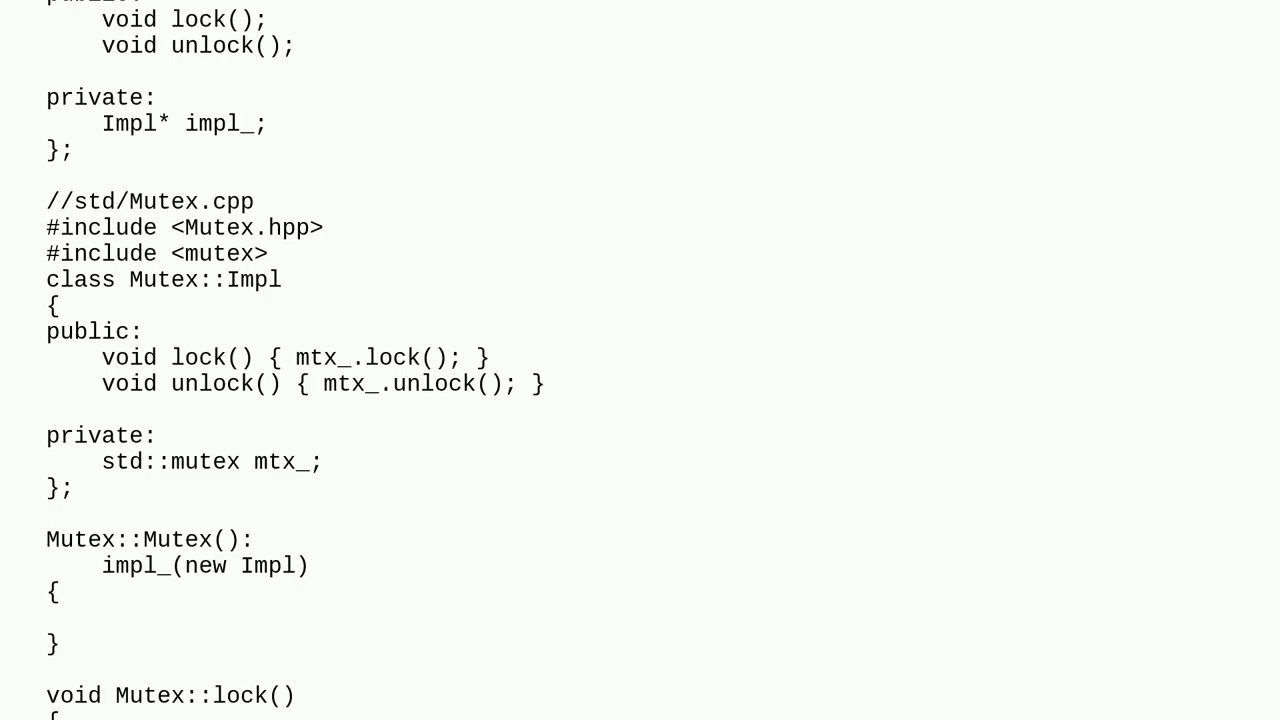 public:
    void lock();
    void unlock();

private:
    Impl* impl_;
};

//std/Mutex.cpp
#include <Mutex.hpp>
#include <mutex>
class Mutex::Impl
{
public:
    void lock() { mtx_.lock(); }
    void unlock() { mtx_.unlock(); }

private:
    std::mutex mtx_;
};

Mutex::Mutex():
    impl_(new Impl)
{

}

void Mutex::lock()
{